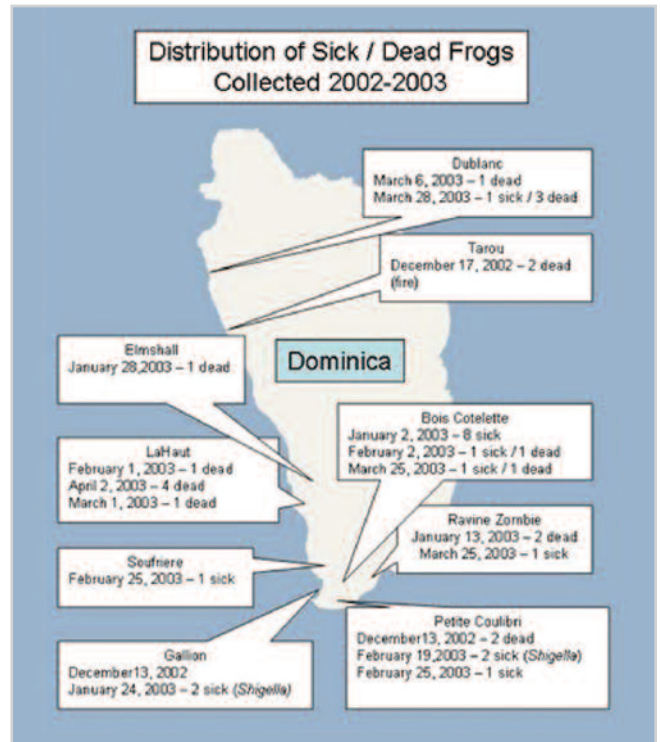 Distribution of Sick / Dead Frogs
Collected 2002-2003
Dublanc
March 6, 2003 – 1 dead
March 28, 2003 – 1 sick / 3 dead
Tarou
December 17, 2002 – 2 dead
(fire)
Elmshall
January 28,2003 – 1 dead
Dominica
Bois Cotelette
January 2, 2003 – 8 sick
February 2, 2003 – 1 sick / 1 dead
March 25, 2003 – 1 sick / 1 dead
LaHaut
February 1, 2003 – 1 dead
April 2, 2003 – 4 dead
March 1, 2003 – 1 dead
Ravine Zombie
January 13, 2003 – 2 dead
March 25, 2003 – 1 sick
Soufriere
February 25, 2003 – 1 sick
Petite Coulibri
December13, 2002 – 2 dead
February 19,2003 – 2 sick (Shigella)
February 25, 2003 – 1 sick
Gallion
December13, 2002
January 24, 2003 – 2 sick (Shigella)